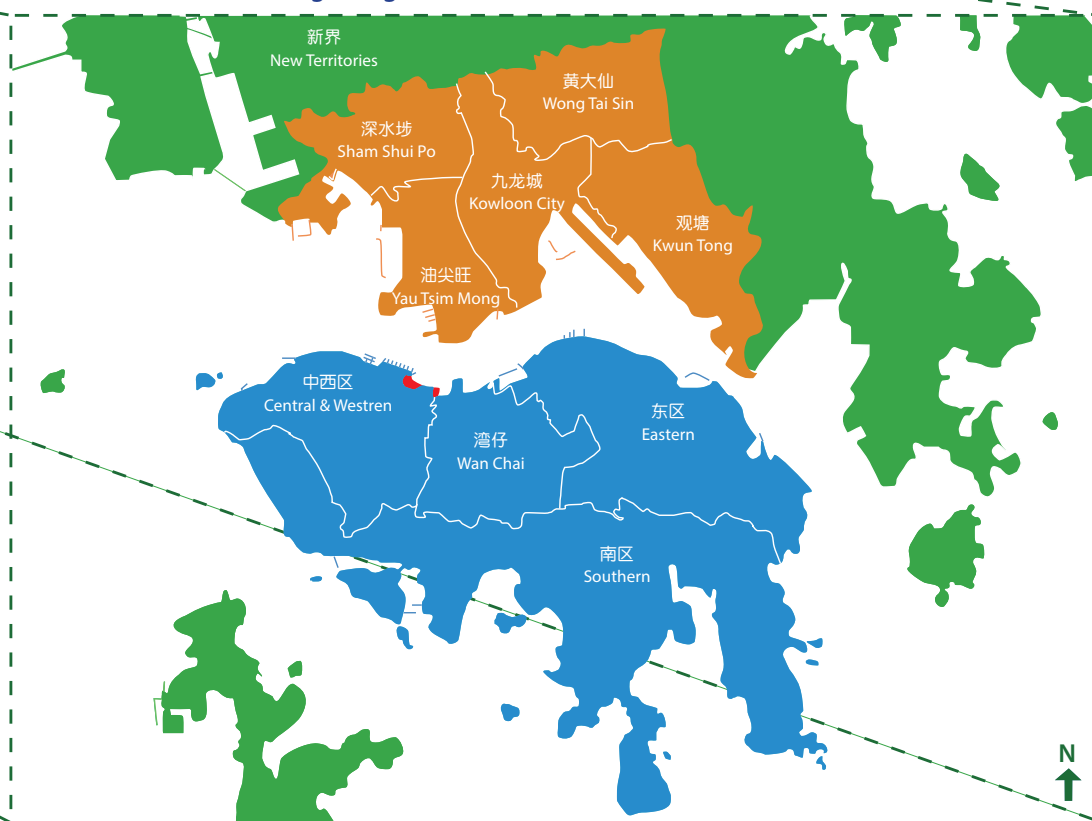 新界
New Territories
黄大仙
Wong Tai Sin
深水埗
Sham Shui Po
九龙城
Kowloon City
观塘
Kwun Tong
油尖旺
Yau Tsim Mong
中西区
Central & Westren
东区
Eastern
湾仔
Wan Chai
南区
Southern
N